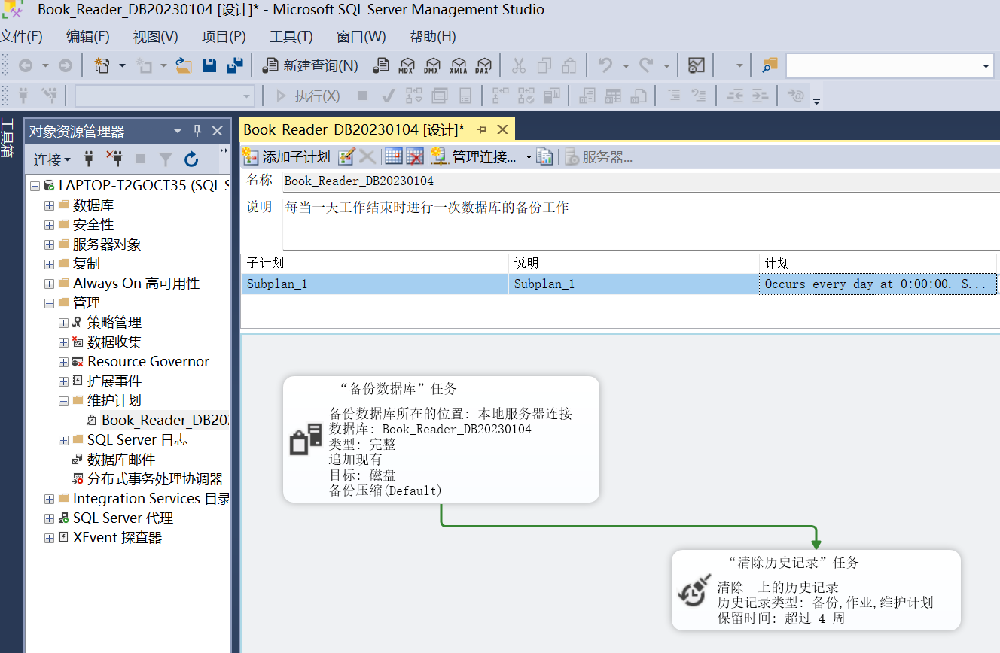 Book_Reader_DB20230104 [设计]* - Microsoft SQL Server Management Studio
文件(F) 编辑(E) 视图(V) 项目(P) 工具(T) 窗口(W) 帮助(H)
新建查询(N) MDX DMX XMLA DAX
执行(X)
工具箱
对象资源管理器
连接
LAPTOP-T2GOCT35 (SQL S
数据库
安全性
服务器对象
复制
Always On 高可用性
管理
策略管理
数据收集
Resource Governor
扩展事件
维护计划
Book_Reader_DB20.
SQL Server 日志
数据库邮件
分布式事务处理协调器
Integration Services 目录
SQL Server 代理
XEvent 探查器
Book_Reader_DB20230104 [设计]*
添加子计划 管理连接... 服务器...
名称 Book_Reader_DB20230104
说明 每当一天工作结束时进行一次数据库的备份工作
子计划 说明 计划
Subplan_1 Subplan_1 Occurs every day at 0:00:00. S...
“备份数据库”任务
备份数据库所在的位置: 本地服务器连接
数据库: Book_Reader_DB20230104
类型: 完整
追加现有
目标: 磁盘
备份压缩(Default)
“清除历史记录”任务
清除 上的历史记录
历史记录类型: 备份,作业,维护计划
保留时间: 超过 4 周